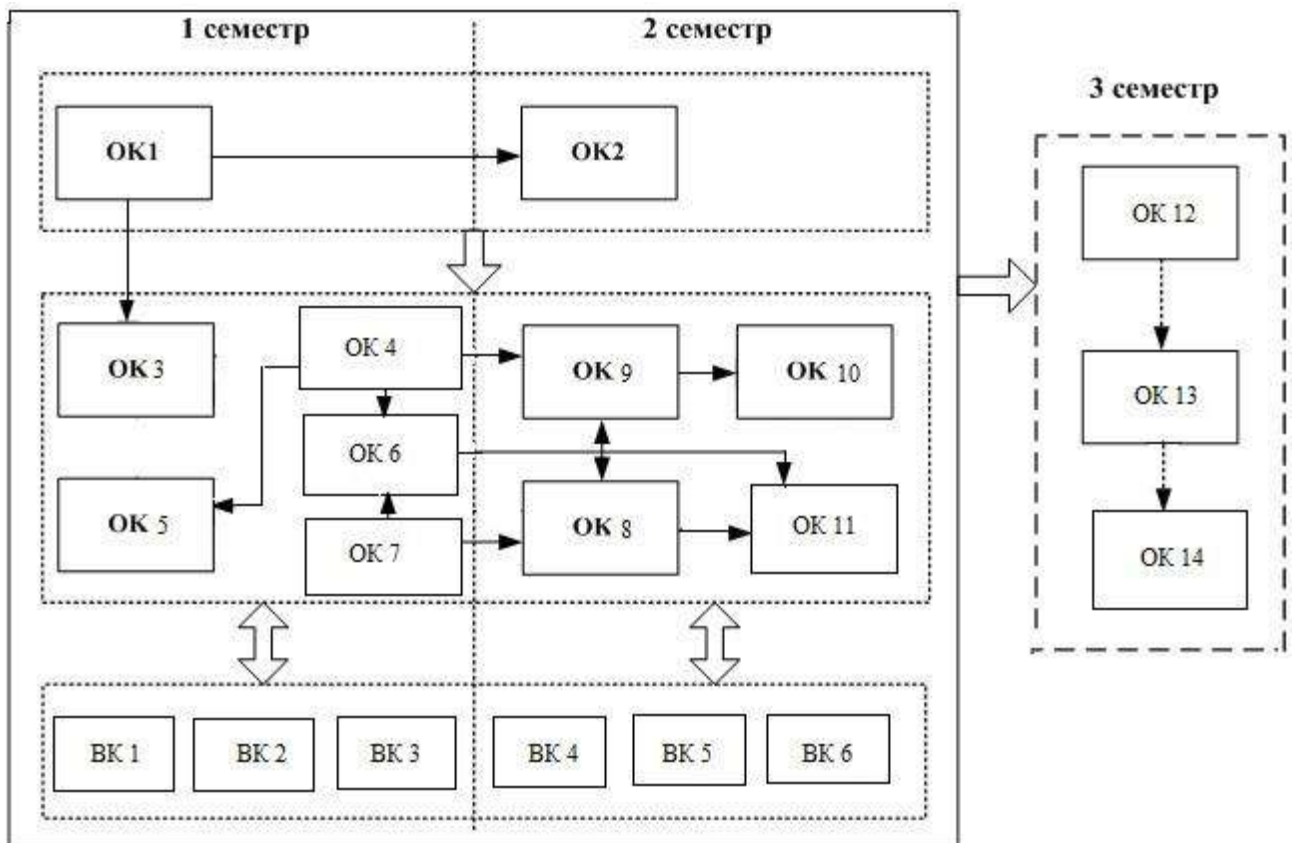 1 семестр
2 семестр
3 семестр
ОК1
ОК2
ОК 12
ОК 3
ОК 4
ОК 9
ОК 10
ОК 13
ОК 6
ОК 5
ОК 7
ОК 8
ОК 11
ОК 14
ВК 1
ВК 2
ВК 3
ВК 4
ВК 5
ВК 6